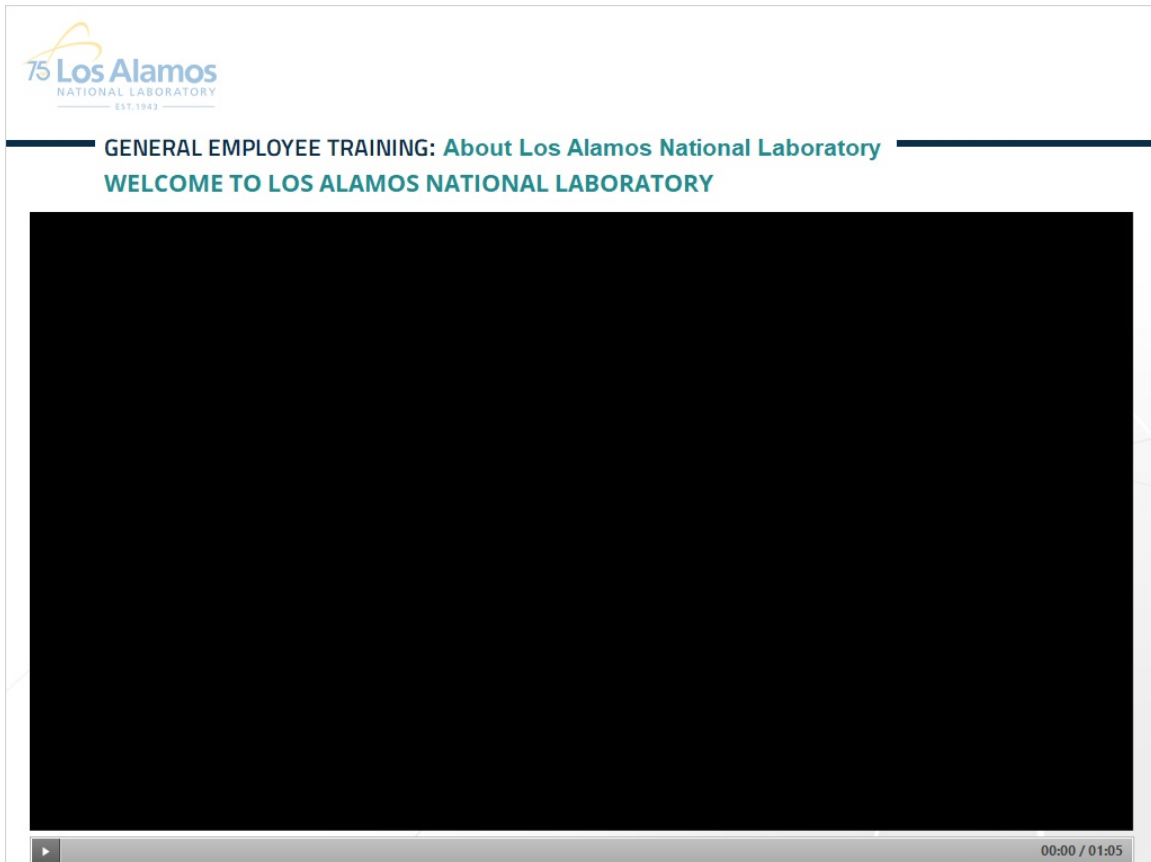 75 Los Alamos
NATIONAL LABORATORY
EST.1943
GENERAL EMPLOYEE TRAINING: About Los Alamos National Laboratory
WELCOME TO LOS ALAMOS NATIONAL LABORATORY
00:00 / 01:05